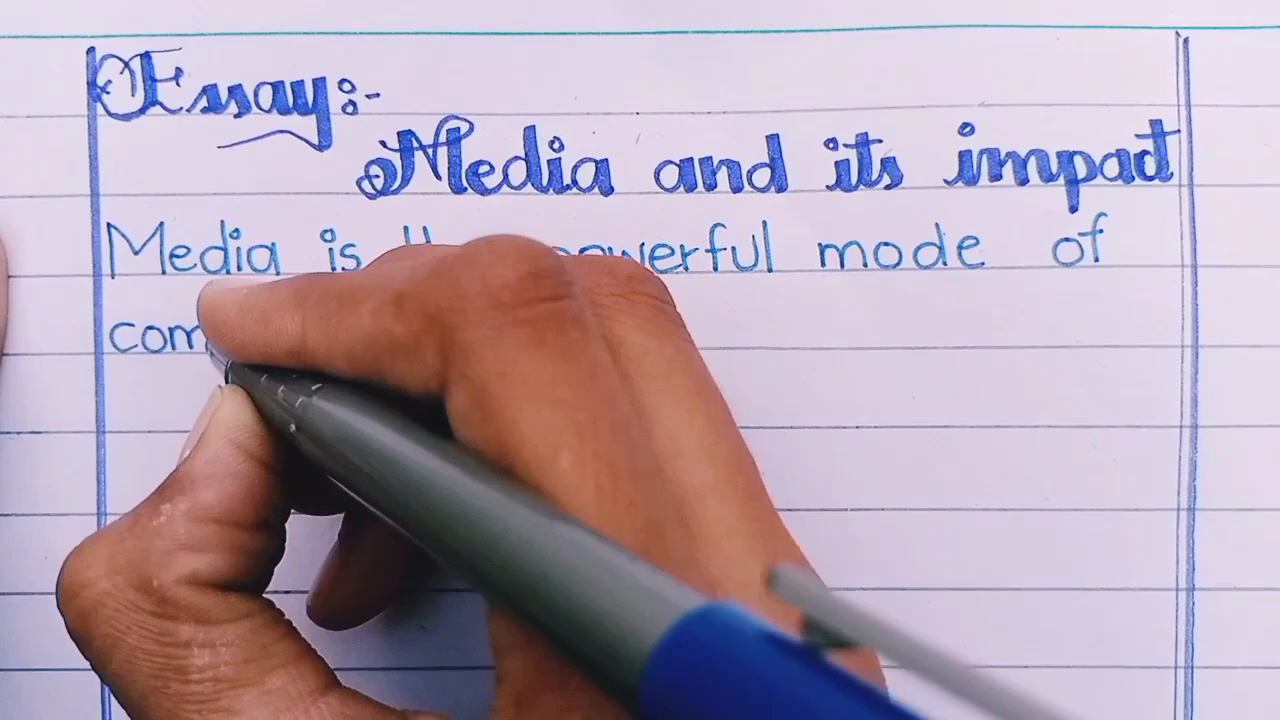 Essay:-
Media and its impact
Media is powerful mode of
com